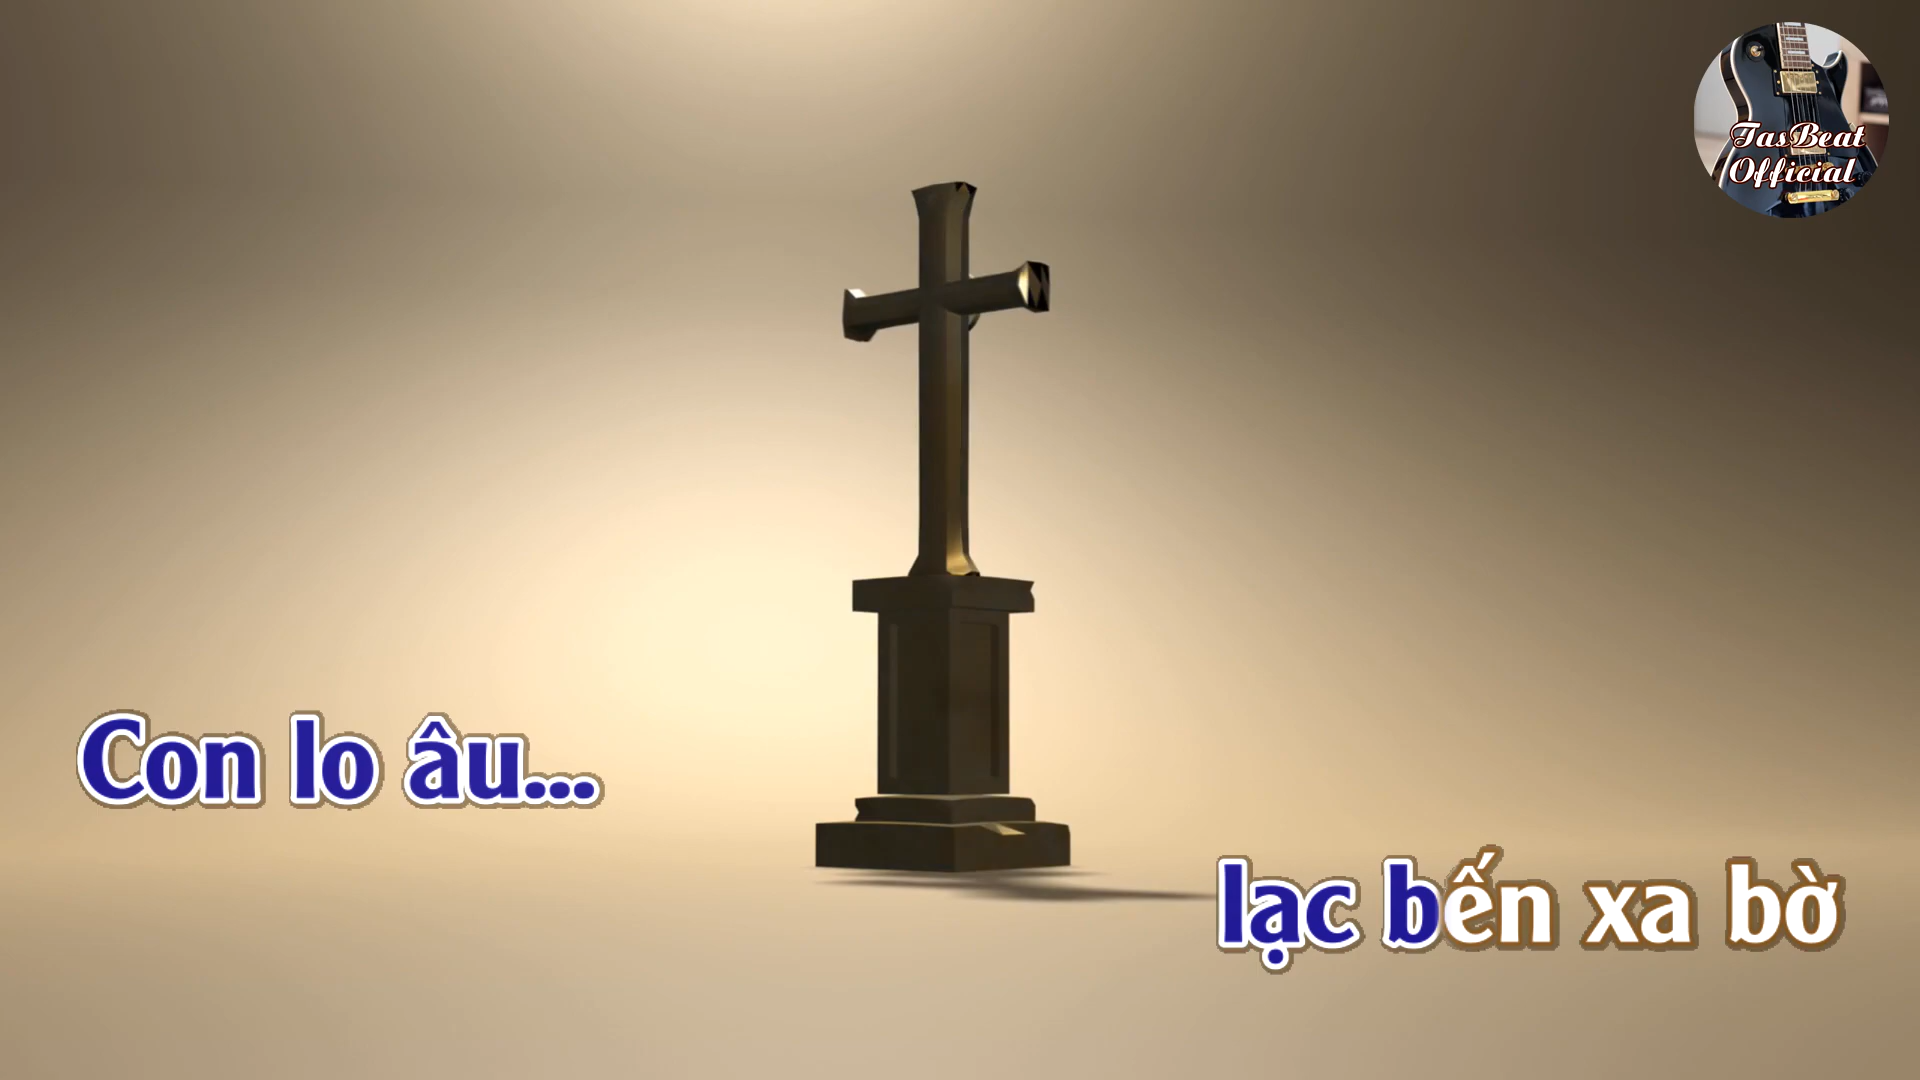 TasBeat
Official
Con lo âu...
lạc bến xa bờ